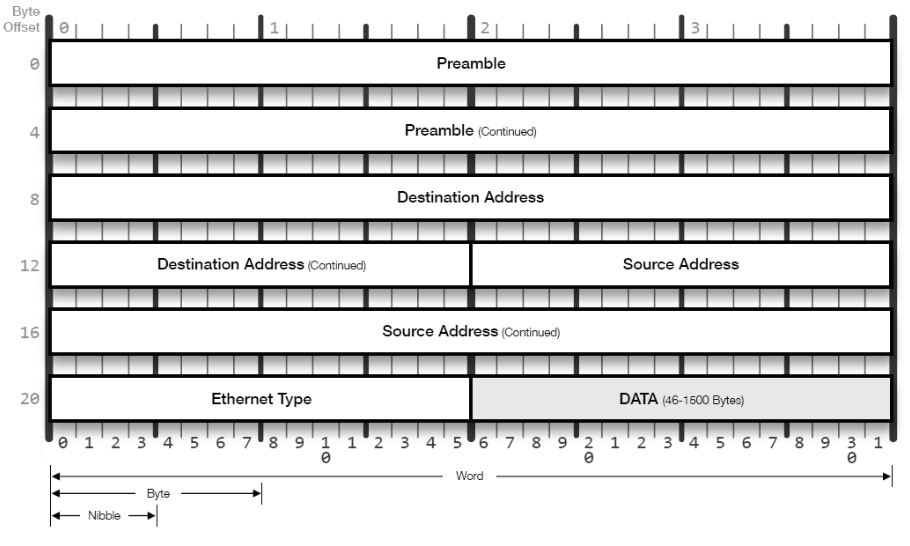 Byte
Offset 0 1 2 3
0 Preamble
4 Preamble (Continued)
8 Destination Address
12 Destination Address (Continued) Source Address
16 Source Address (Continued)
20 Ethernet Type DATA (46-1500 Bytes)
0 1 2 3 4 5 6 7 8 9 1 1 2 3 4 5 6 7 8 9 2 1 2 3 4 5 6 7 8 9 3 1
0 0 0
Word
Byte
Nibble